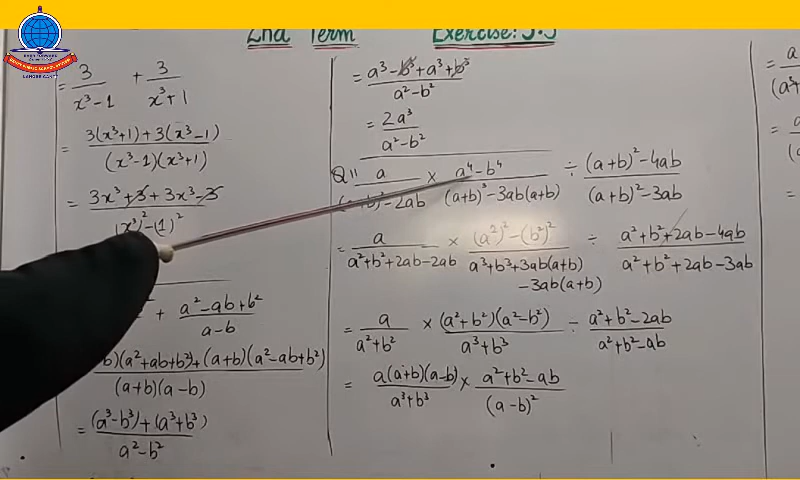 2nd Term Exercise: 5.5
= 3/(x³-1) + 3/(x³+1)
= (3(x³+1)+3(x³-1))/((x³-1)(x³+1))
= (3x³+3+3x³-3)/((x³)²-(1)²)
+ (a²-ab+b²)/(a-b)
b)(a²+ab+b²)+(a+b)(a²-ab+b²)
(a+b)(a-b)
= ((a³-b³)+(a³+b³))/(a²-b²)
= (a³-b³+a³+b³)/(a²-b²)
= 2a³/(a²-b²)
Q11 a/((a+b)²-2ab) × (a⁴-b⁴)/((a+b)³-3ab(a+b)) ÷ ((a+b)²-4ab)/((a+b)²-3ab)
= a/(a²+b²+2ab-2ab) × ((a²)²-(b²)²)/(a³+b³+3ab(a+b)-3ab(a+b)) ÷ (a²+b²+2ab-4ab)/(a²+b²+2ab-3ab)
= a/(a²+b²) × ((a²+b²)(a²-b²))/(a³+b³) ÷ (a²+b²-2ab)/(a²+b²-ab)
= (a(a+b)(a-b))/(a³+b³) × (a²+b²-ab)/((a-b)²)